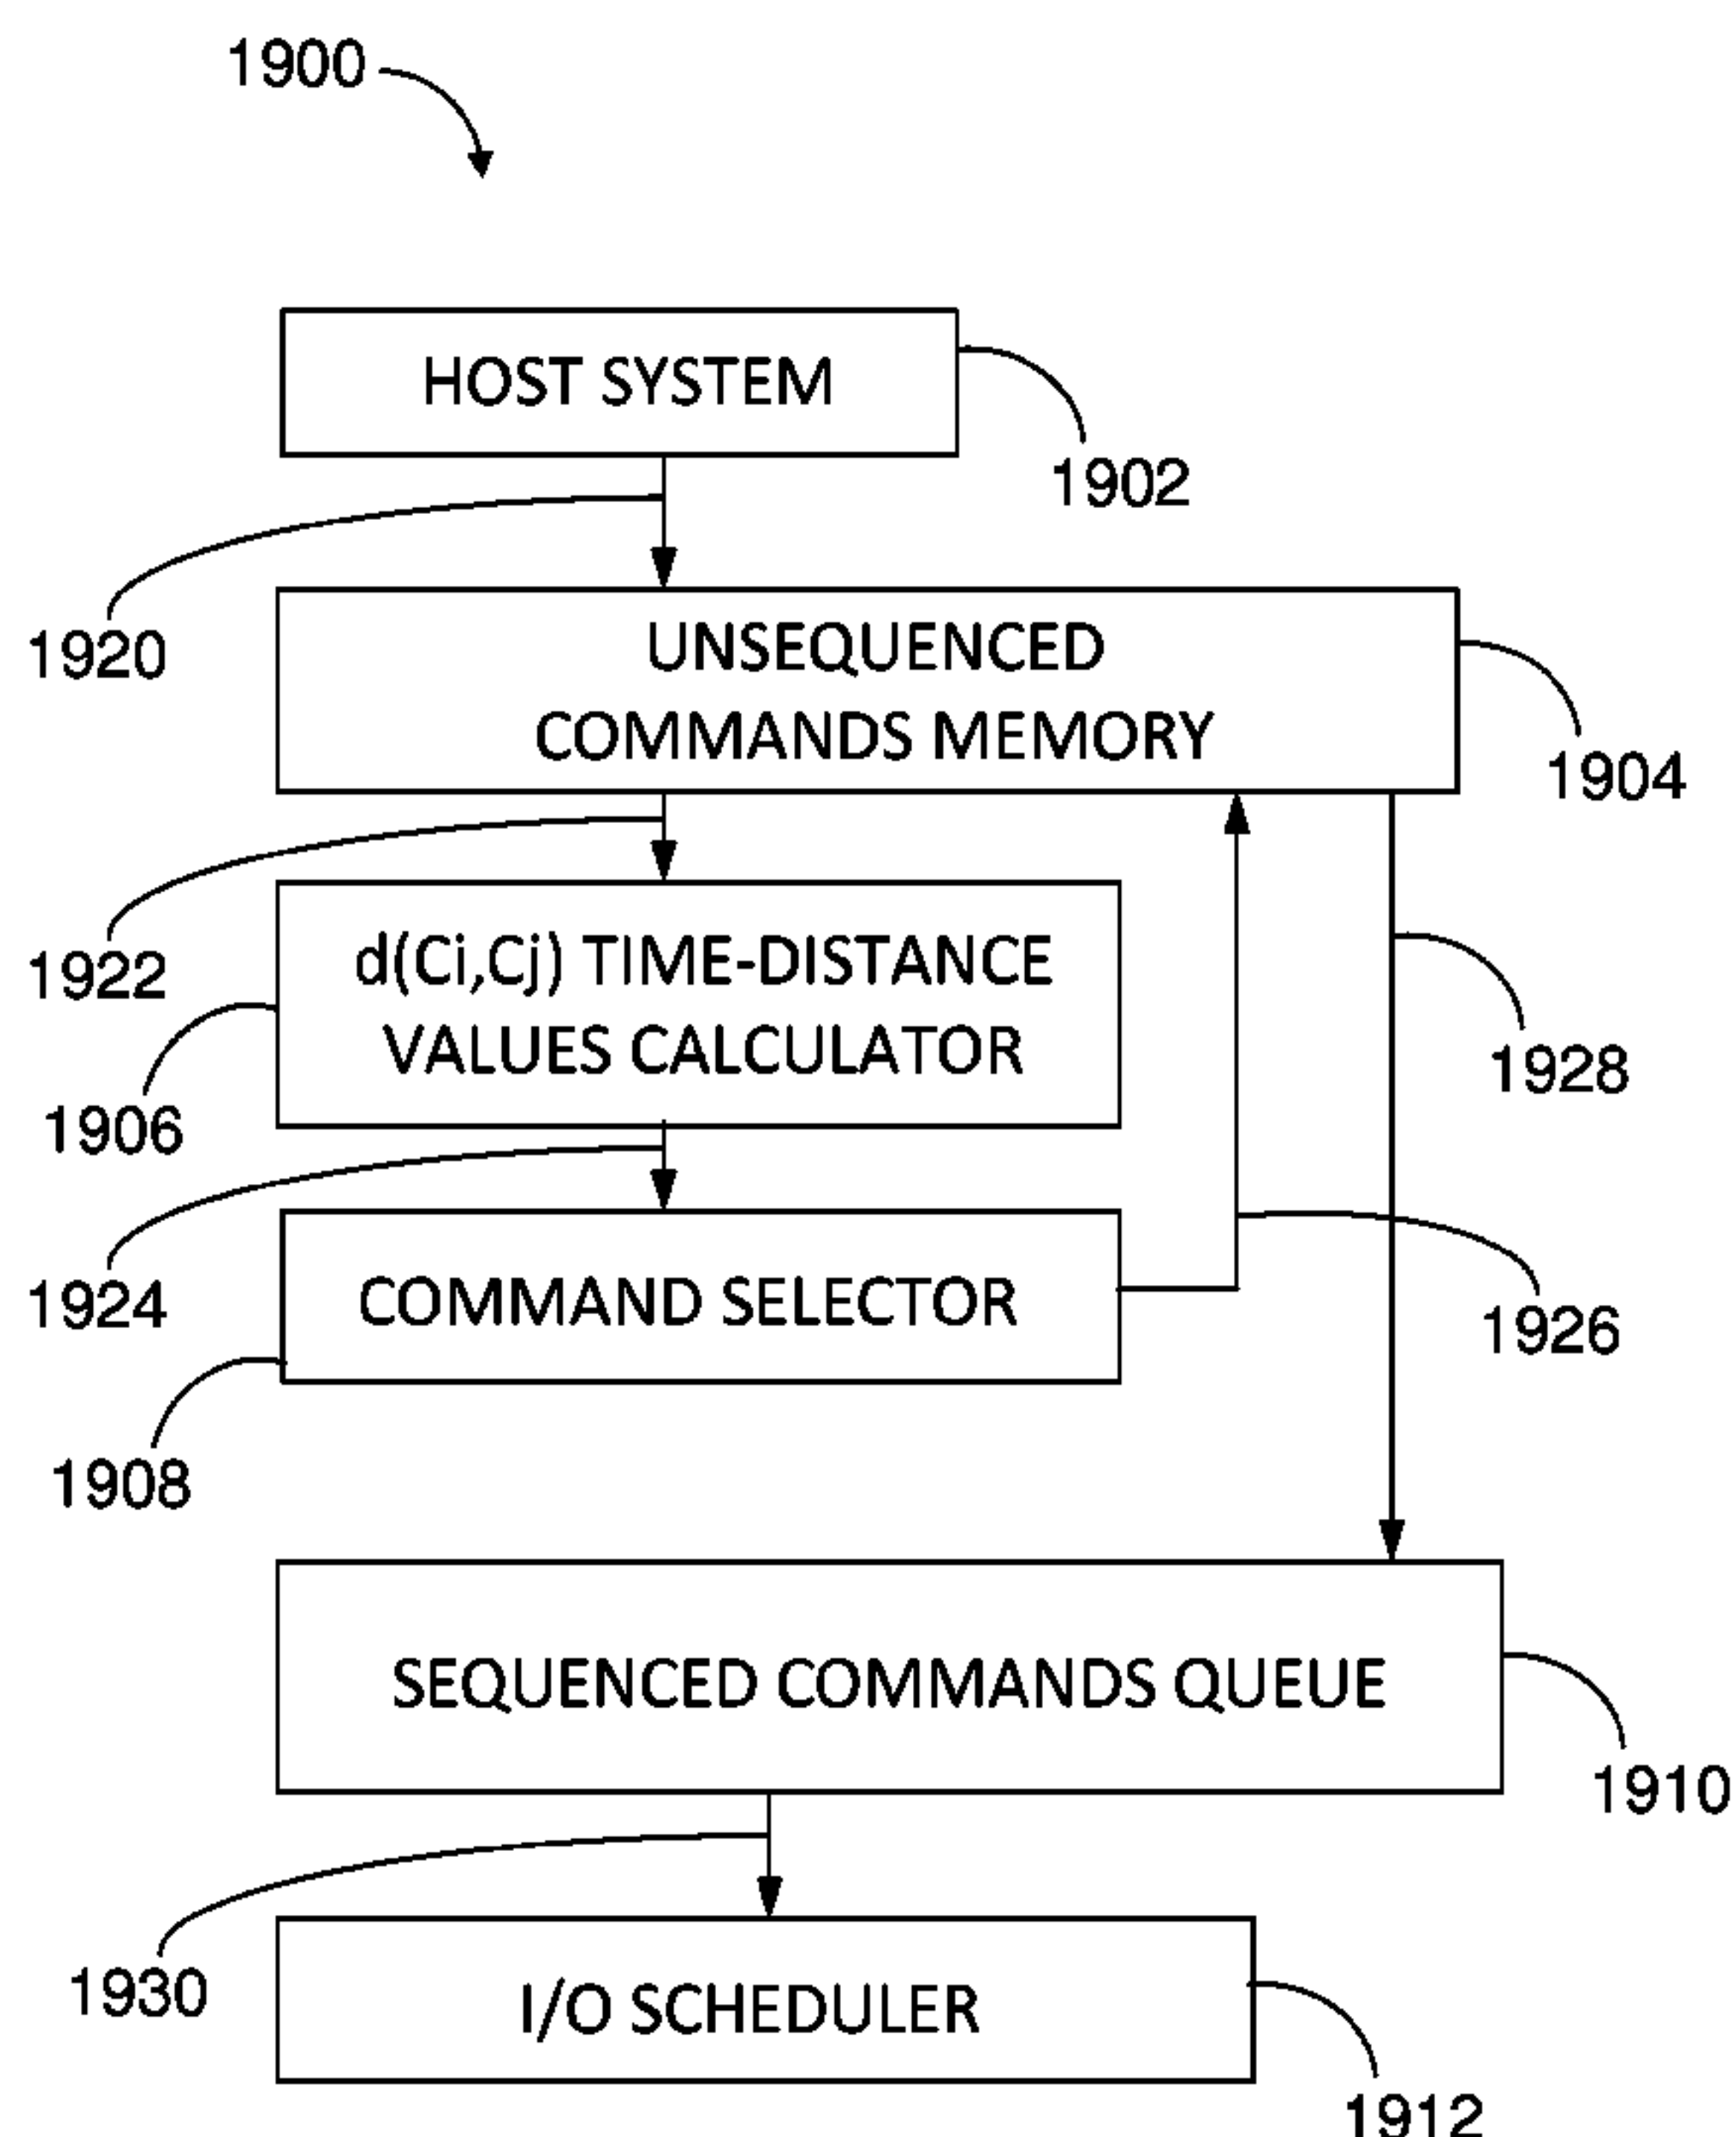 1900
HOST SYSTEM
1902
1920
UNSEQUENCED
COMMANDS MEMORY
1904
1922
d(Ci,Cj) TIME-DISTANCE
VALUES CALCULATOR
1906
1928
1924
COMMAND SELECTOR
1926
1908
SEQUENCED COMMANDS QUEUE
1910
1930
I/O SCHEDULER
1912